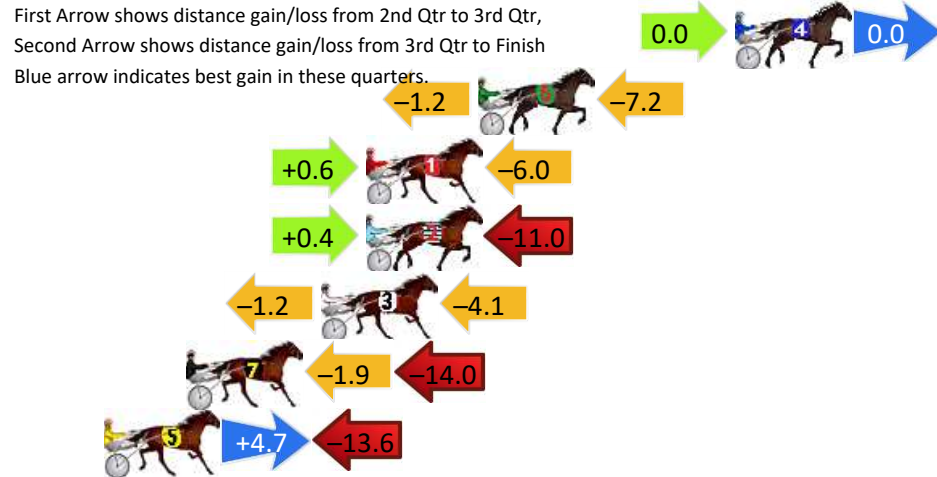 First Arrow shows distance gain/loss from 2nd Qtr to 3rd Qtr,
Second Arrow shows distance gain/loss from 3rd Qtr to Finish
Blue arrow indicates best gain in these quarters.
0.0 4 0.0
–1.2 6 –7.2
+0.6 1 –6.0
+0.4 2 –11.0
–1.2 3 –4.1
7 –1.9 –14.0
5 +4.7 –13.6